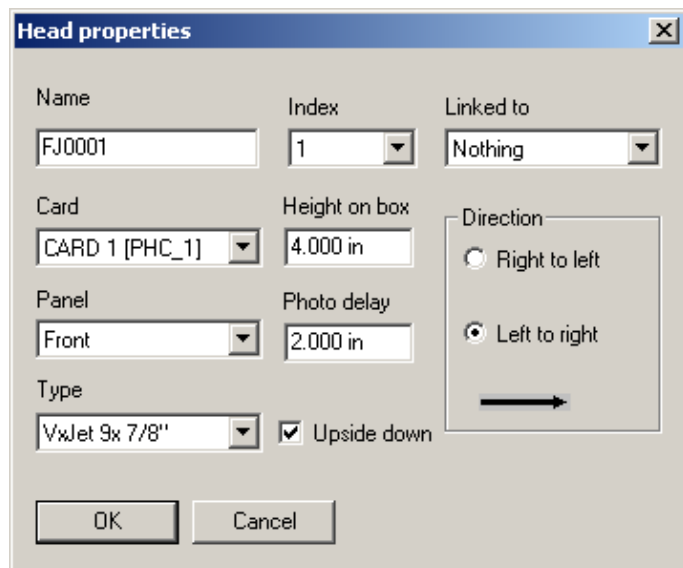 Head properties
Name
Index
Linked to
FJ0001
1
Nothing
Card
Height on box
Direction
CARD 1 [PHC_1]
4.000 in
Right to left
Panel
Photo delay
Front
2.000 in
Left to right
Type
VxJet 9x 7/8"
Upside down
OK
Cancel